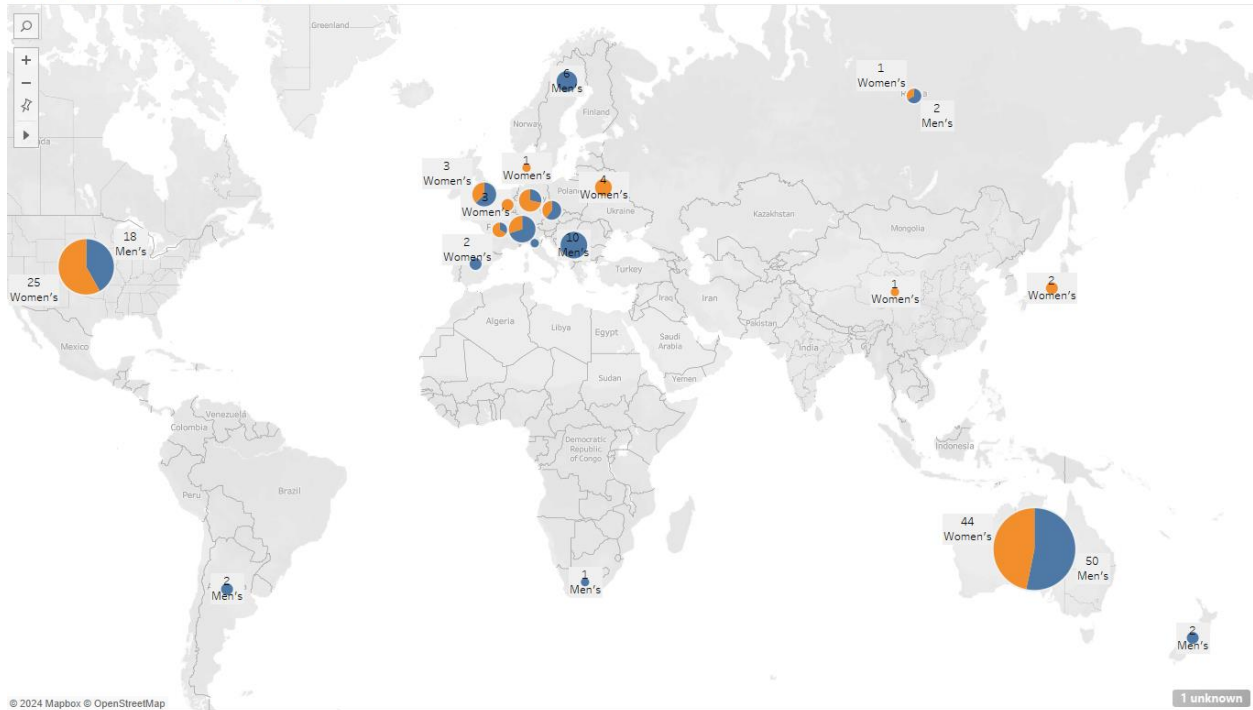 Greenland
6
Men's
Norway
Finland
1
Women's
2
Men's
3
Women's
1
Women's
4
Women's
3
Women's
Ukraine
Kazakhstan
Mongolia
18
Men's
25
Women's
2
Women's
10
Men's
Turkey
Iraq
Iran
Pakistan
India
1
Women's
2
Women's
Mexico
Algeria
Libya
Egypt
Saudi
Arabia
Sudan
Yemen
Venezuela
Colombia
Democratic
Republic
of Congo
Indonesia
Peru
Brazil
44
Women's
50
Men's
2
Men's
1
Men's
2
Men's
© 2024 Mapbox © OpenStreetMap
1 unknown